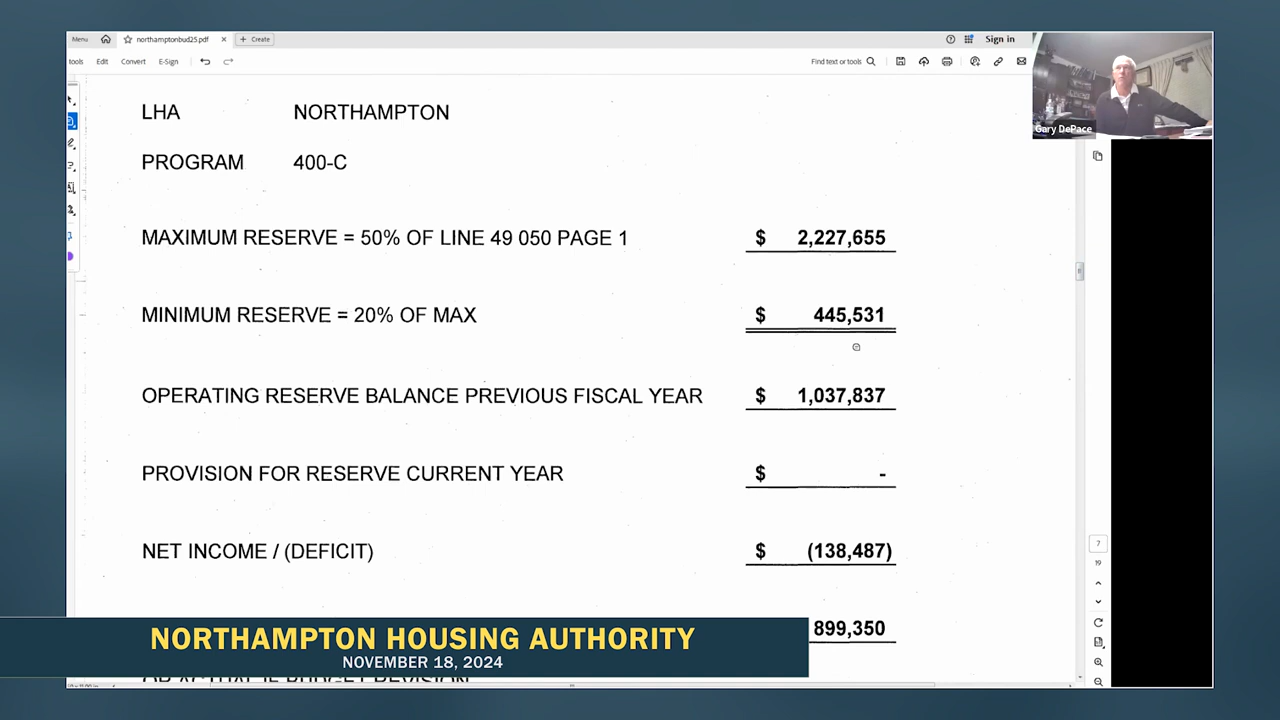 Menu
northamptonbud25.pdf
Create
Sign in
tools Edit Convert E-Sign
Find text or tools
Gary DePace
LHA NORTHAMPTON
PROGRAM 400-C
MAXIMUM RESERVE = 50% OF LINE 49 050 PAGE 1 $ 2,227,655
MINIMUM RESERVE = 20% OF MAX $ 445,531
OPERATING RESERVE BALANCE PREVIOUS FISCAL YEAR $ 1,037,837
PROVISION FOR RESERVE CURRENT YEAR $ -
NET INCOME / (DEFICIT) $ (138,487)
7
19
899,350
NORTHAMPTON HOUSING AUTHORITY
NOVEMBER 18, 2024